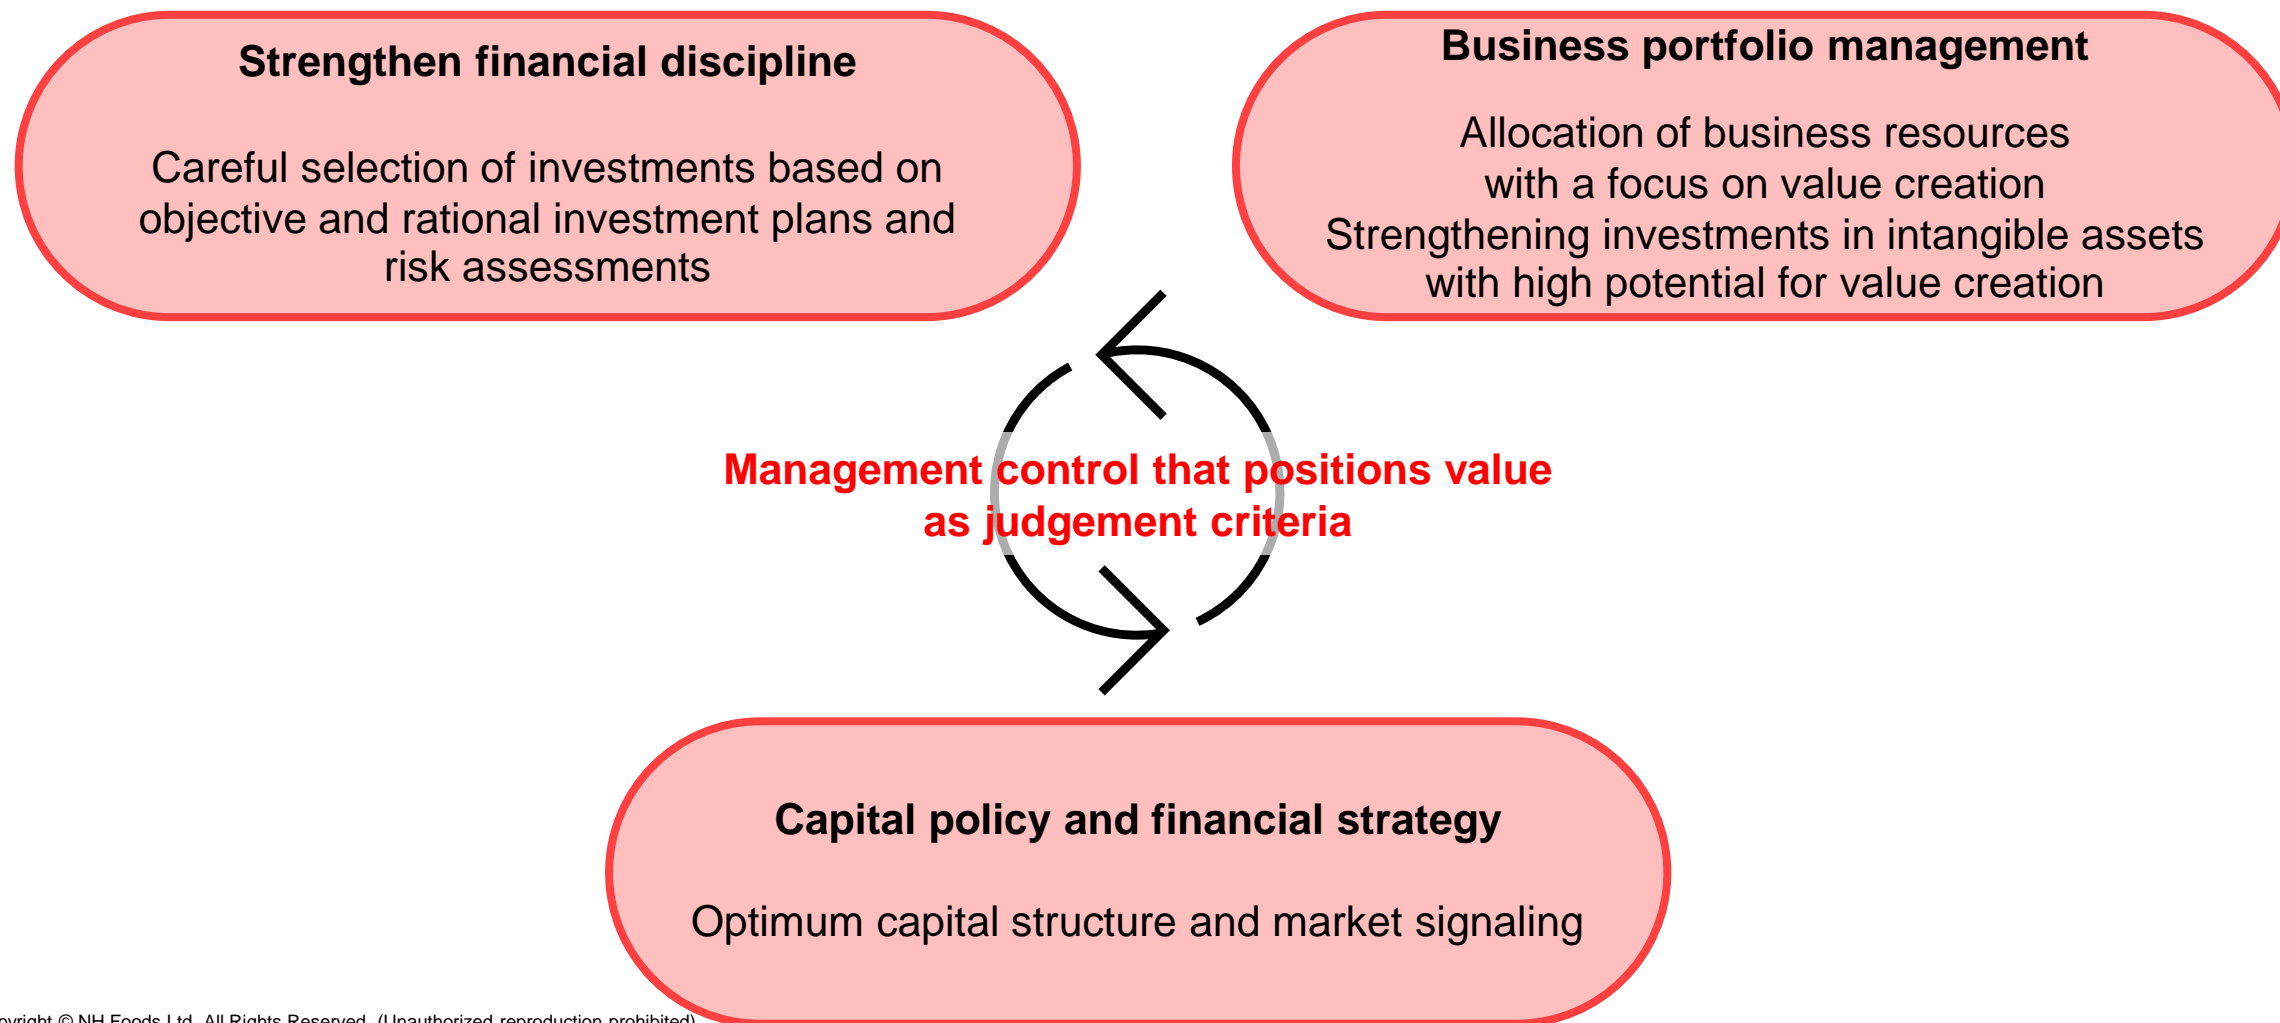 Strengthen financial discipline
Careful selection of investments based on
objective and rational investment plans and
risk assessments
Business portfolio management
Allocation of business resources
with a focus on value creation
Strengthening investments in intangible assets
with high potential for value creation
Management control that positions value
as judgement criteria
Capital policy and financial strategy
Optimum capital structure and market signaling
© NH Foods Ltd. All Rights Reserved. (Unauthorized reproduction prohibited)